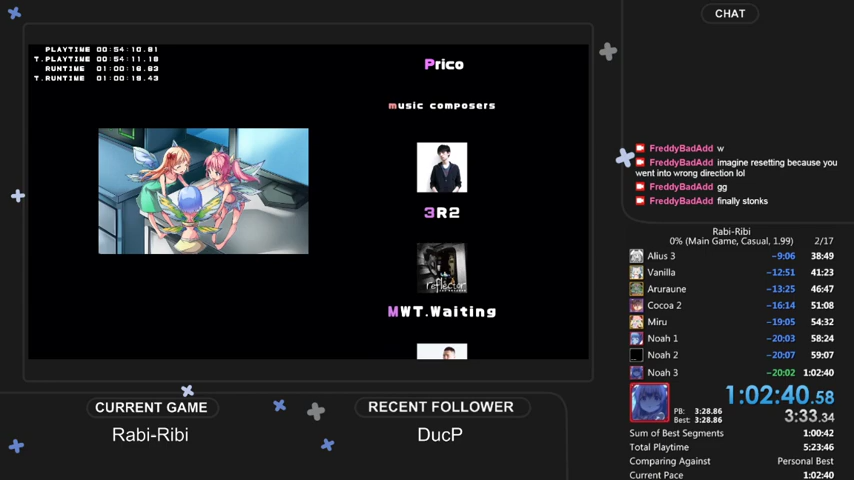 CHAT
PLAYTIME 00:54:10.81
T.PLAYTIME 00:54:11.18
RUNTIME 01:00:18.83
T.RUNTIME 01:00:19.43
Prico
music composers
3R2
reflector
MWT.Waiting
FreddyBadAdd w
FreddyBadAdd imagine resetting because you
went into wrong direction lol
FreddyBadAdd gg
FreddyBadAdd finally stonks
Rabi-Ribi
0% (Main Game, Casual, 1.99) 2/17
Alius 3 -9:06 38:49
Vanilla -12:51 41:23
Aruraune -13:25 46:47
Cocoa 2 -16:14 51:08
Miru -19:05 54:32
Noah 1 -20:03 58:24
Noah 2 -20:07 59:07
Noah 3 -20:02 1:02:40
1:02:40.58
PB: 3:28.86
Best: 3:28.86
3:33.34
Sum of Best Segments 1:00:42
Total Playtime 5:23:46
Comparing Against Personal Best
Current Pace 1:02:40
CURRENT GAME
Rabi-Ribi
RECENT FOLLOWER
DucP